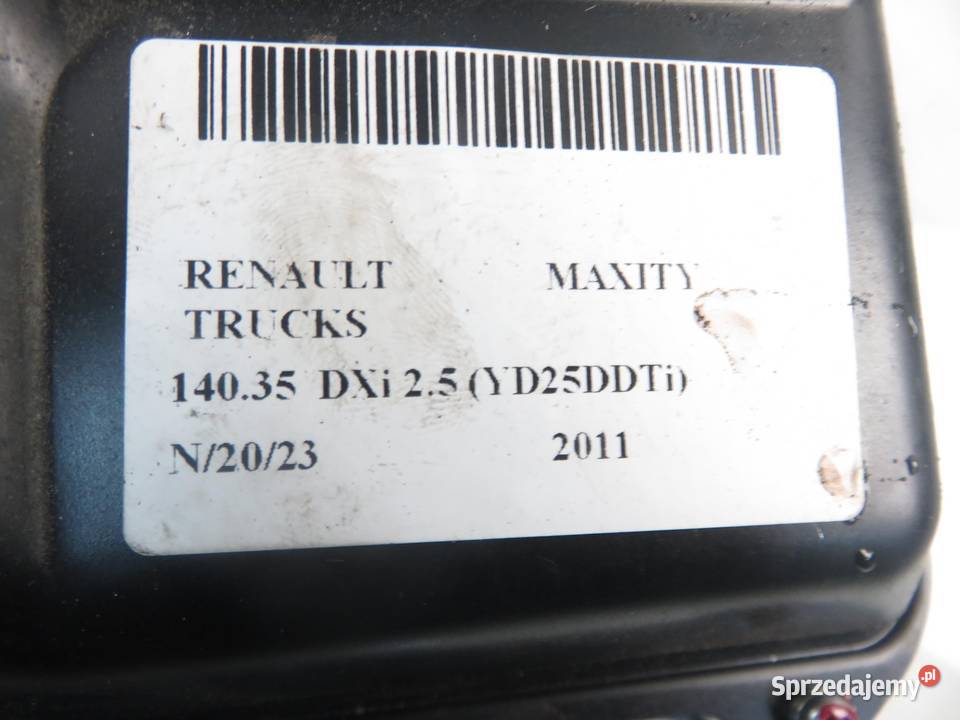 RENAULT MAXITY
TRUCKS
140.35 DXi 2.5 (YD25DDTi)
N/20/23 2011
Sprzedajemy.pl